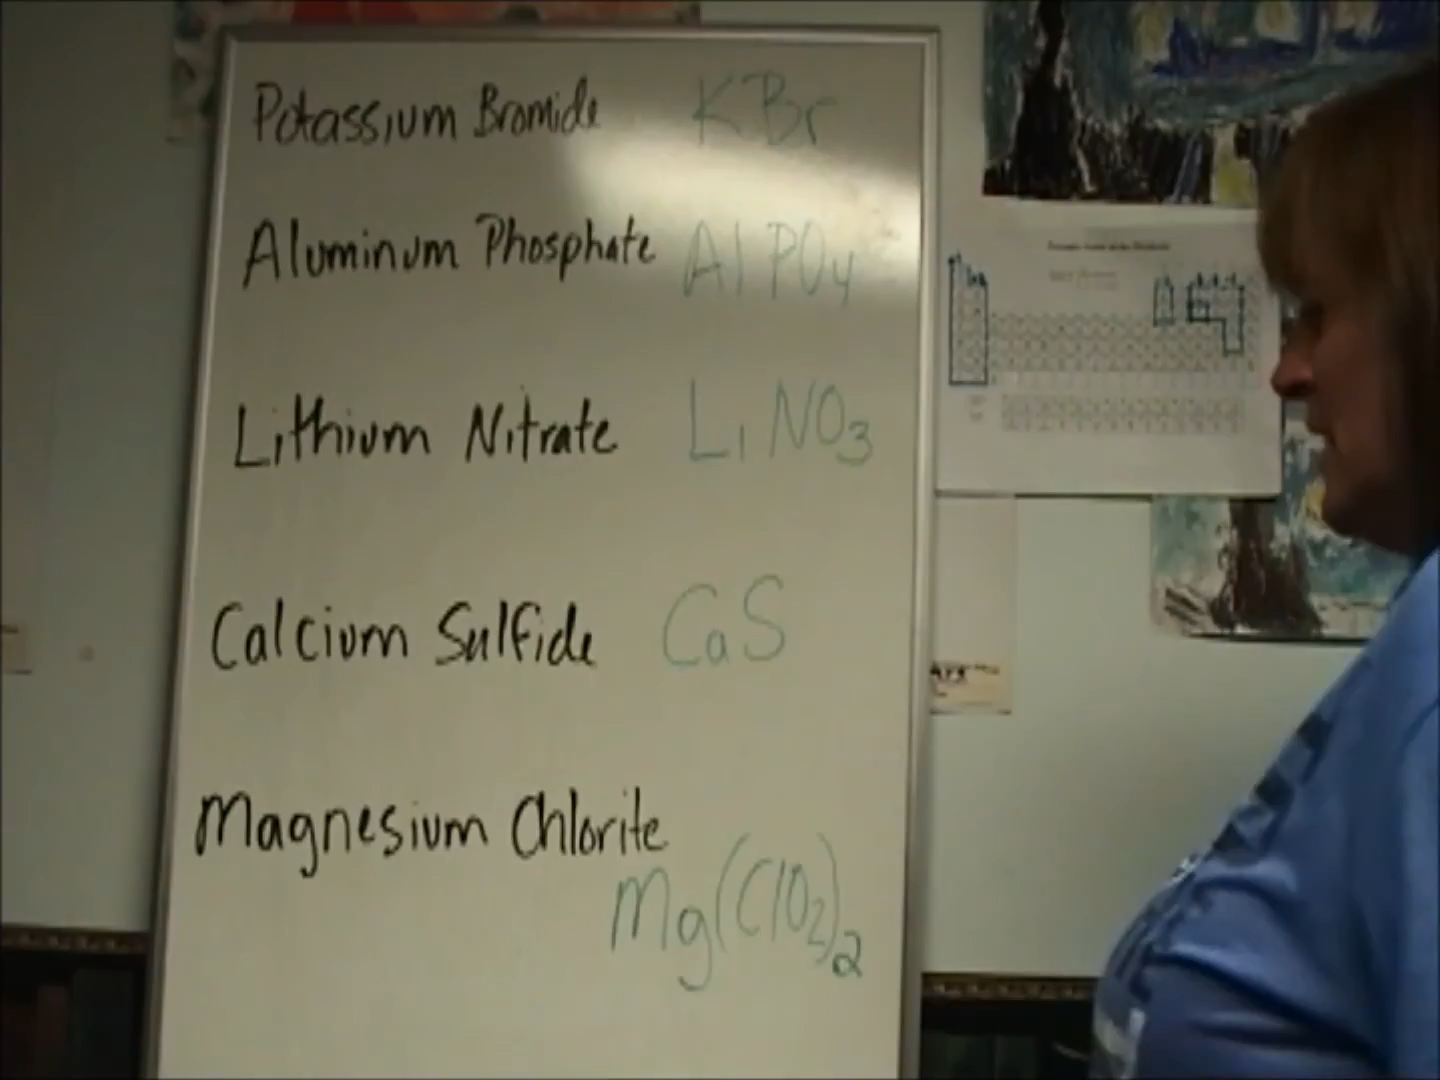 Potassium Bromide KBr
Aluminum Phosphate AlPO4
Lithium Nitrate LiNO3
Calcium Sulfide CaS
Magnesium Chlorite
Mg(ClO2)2